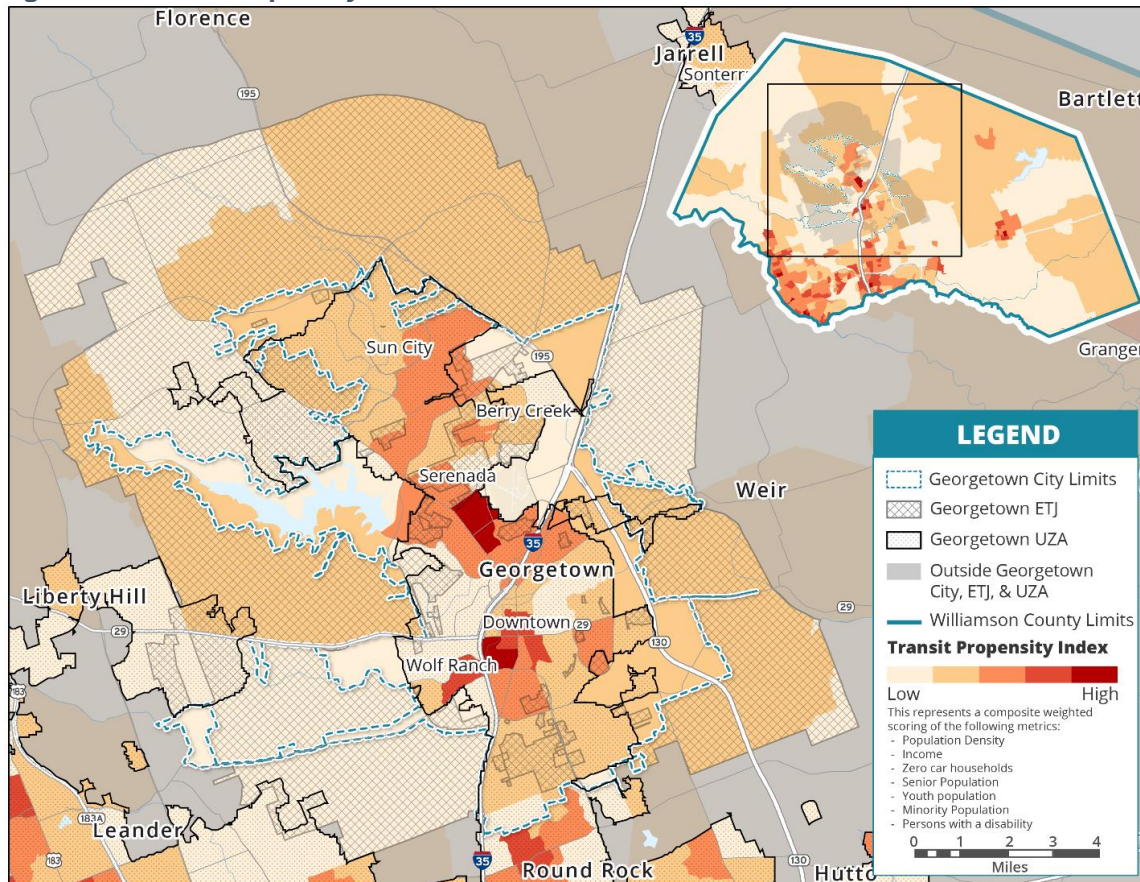 Florence
35
Jarrell
Sonterr
Bartlett
195
Granger
Sun City
195
Berry Creek
Serenada
Weir
35
Georgetown
Liberty Hill
29
Downtown
29
29
130
Wolf Ranch
183
183A
Leander
183
35
Round Rock
130
Hutto
LEGEND
Georgetown City Limits
Georgetown ETJ
Georgetown UZA
Outside Georgetown
City, ETJ, & UZA
Williamson County Limits
Transit Propensity Index
Low High
This represents a composite weighted
scoring of the following metrics:
- Population Density
- Income
- Zero car households
- Senior Population
- Youth population
- Minority Population
- Persons with a disability
0 1 2 3 4
Miles